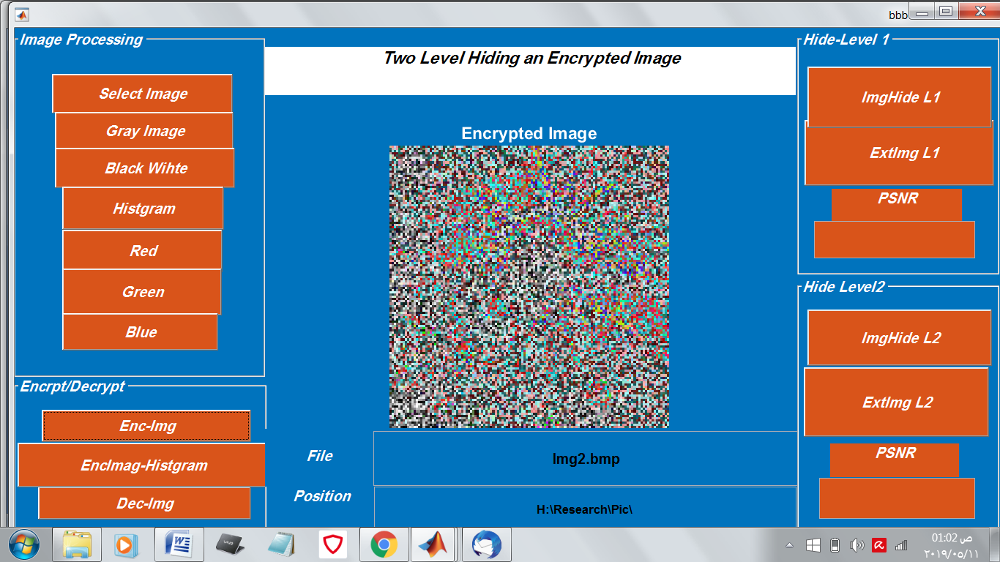 bbb
Image Processing
Select Image
Gray Image
Black Wihte
Histgram
Red
Green
Blue
Encrpt/Decrypt
Enc-Img
EncImag-Histgram
Dec-Img
Two Level Hiding an Encrypted Image
Encrypted Image
File
Img2.bmp
Position
H:\Research\Pic\
Hide-Level 1
ImgHide L1
ExtImg L1
PSNR
Hide Level2
ImgHide L2
ExtImg L2
PSNR
VAIO
01:02 ص
٢٠١٩/٠٥/١١